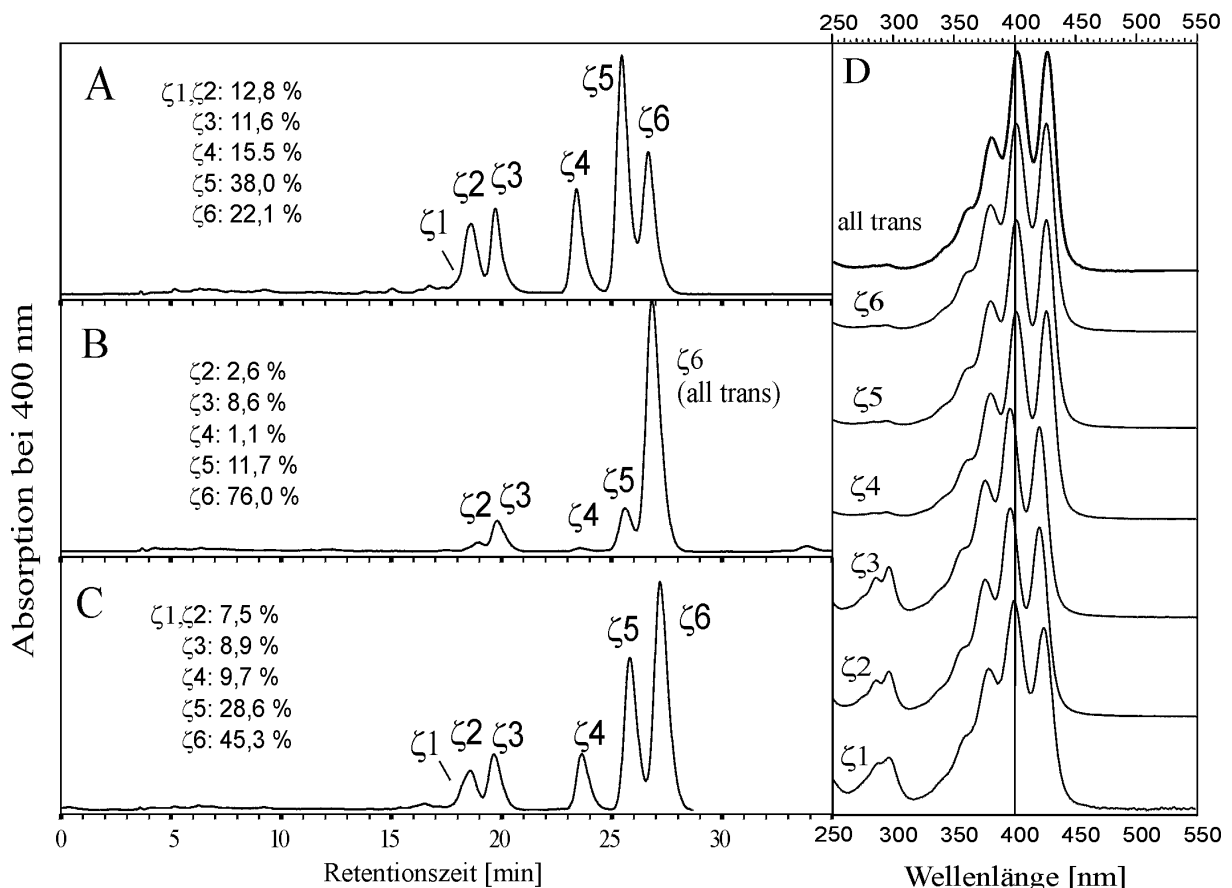 250 300 350 400 450 500 550
A
ζ1,ζ2: 12,8 %
ζ3: 11,6 %
ζ4: 15.5 %
ζ5: 38,0 %
ζ6: 22,1 %
ζ1
ζ2
ζ3
ζ4
ζ5
ζ6
B
ζ2: 2,6 %
ζ3: 8,6 %
ζ4: 1,1 %
ζ5: 11,7 %
ζ6: 76,0 %
ζ2
ζ3
ζ4
ζ5
ζ6
(all trans)
C
ζ1,ζ2: 7,5 %
ζ3: 8,9 %
ζ4: 9,7 %
ζ5: 28,6 %
ζ6: 45,3 %
ζ1
ζ2
ζ3
ζ4
ζ5
ζ6
D
all trans
ζ6
ζ5
ζ4
ζ3
ζ2
ζ1
Absorption bei 400 nm
0 5 10 15 20 30
Retentionszeit [min]
250 300 350 400 450 500 550
Wellenlänge [nm]